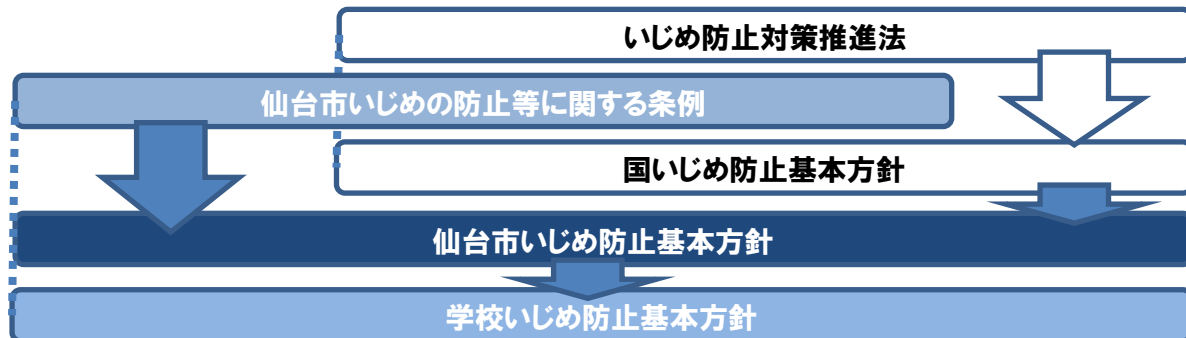 いじめ防止対策推進法
仙台市いじめの防止等に関する条例
国いじめ防止基本方針
仙台市いじめ防止基本方針
学校いじめ防止基本方針